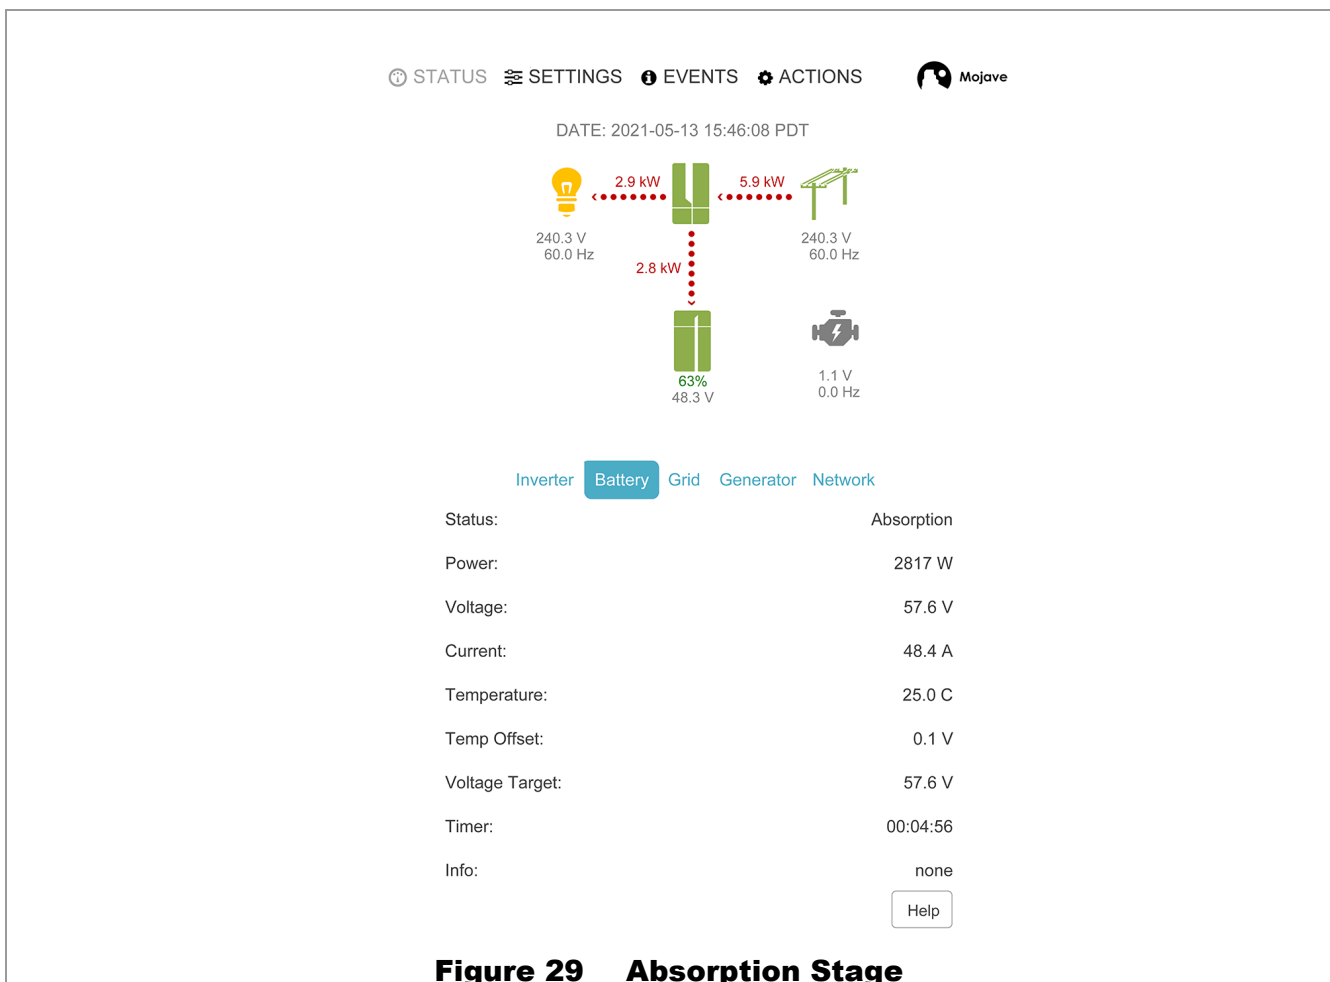 STATUS SETTINGS EVENTS ACTIONS Mojave
DATE: 2021-05-13 15:46:08 PDT
2.9 kW 5.9 kW
240.3 V 240.3 V
60.0 Hz 60.0 Hz
2.8 kW
63% 1.1 V
48.3 V 0.0 Hz
Inverter Battery Grid Generator Network
Status: Absorption
Power: 2817 W
Voltage: 57.6 V
Current: 48.4 A
Temperature: 25.0 C
Temp Offset: 0.1 V
Voltage Target: 57.6 V
Timer: 00:04:56
Info: none
Help
Figure 29 Absorption Stage